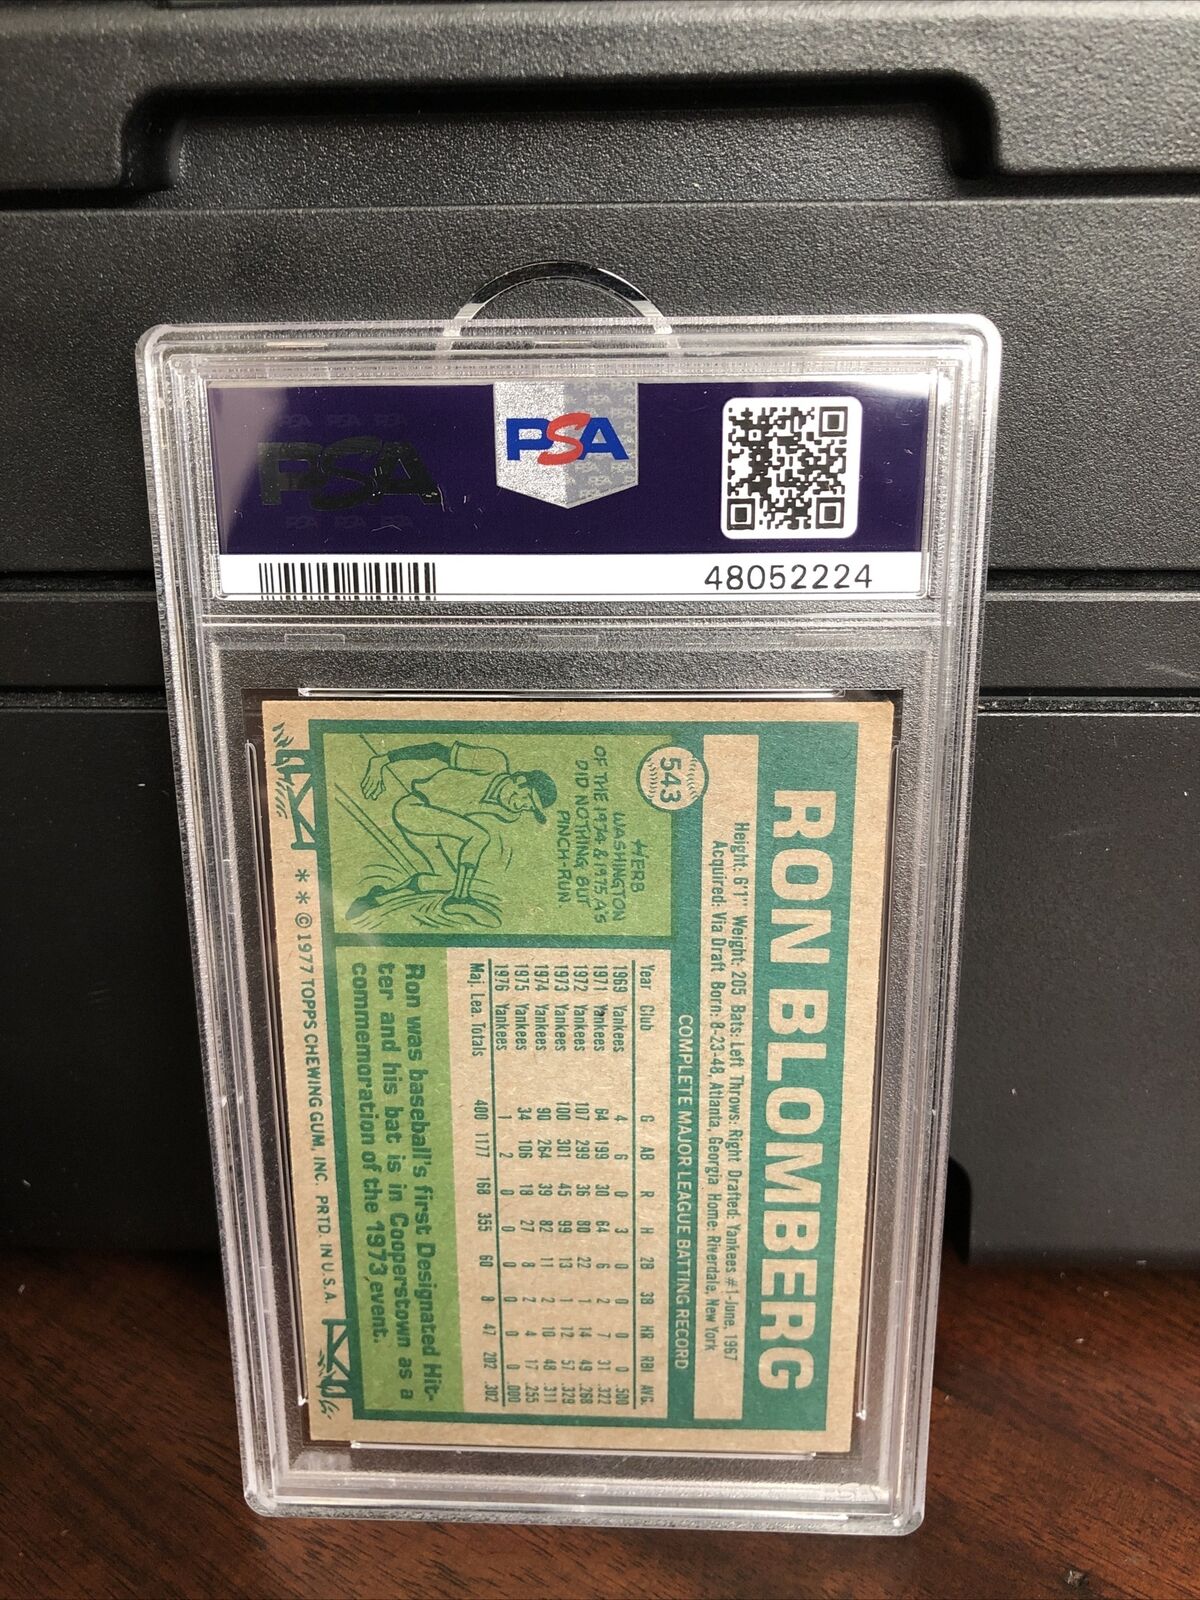 PSA
PSA
48052224
543
RON BLOMBERG
Height: 6'1" Weight: 205 Bats: Left Throws: Right Drafted: Yankees #1-June, 1967
Acquired: Via Draft Born: 8-23-48, Atlanta, Georgia Home: Riverdale, New York
COMPLETE MAJOR LEAGUE BATTING RECORD
Year Club G AB R H 2B 3B HR RBI AVG.
1969 Yankees 4 6 0 3 0 0 0 0 .500
1971 Yankees 64 199 30 64 6 2 7 31 .322
1972 Yankees 107 299 36 80 22 1 14 49 .268
1973 Yankees 100 301 45 99 13 1 12 57 .329
1974 Yankees 90 264 39 82 11 2 10 48 .311
1975 Yankees 34 106 18 27 8 2 4 17 .255
1976 Yankees 1 2 0 0 0 0 0 0 .000
Maj. Lea. Totals 400 1177 168 355 60 8 47 202 .302
HERB
WASHINGTON
OF THE 1974 & 1975 A'S
DID NOTHING BUT
PINCH-RUN
Ron was baseball's first Designated Hit-
ter and his bat is in Cooperstown as a
commemoration of the 1973 event.
** © 1977 TOPPS CHEWING GUM, INC. PRTD. IN U.S.A.